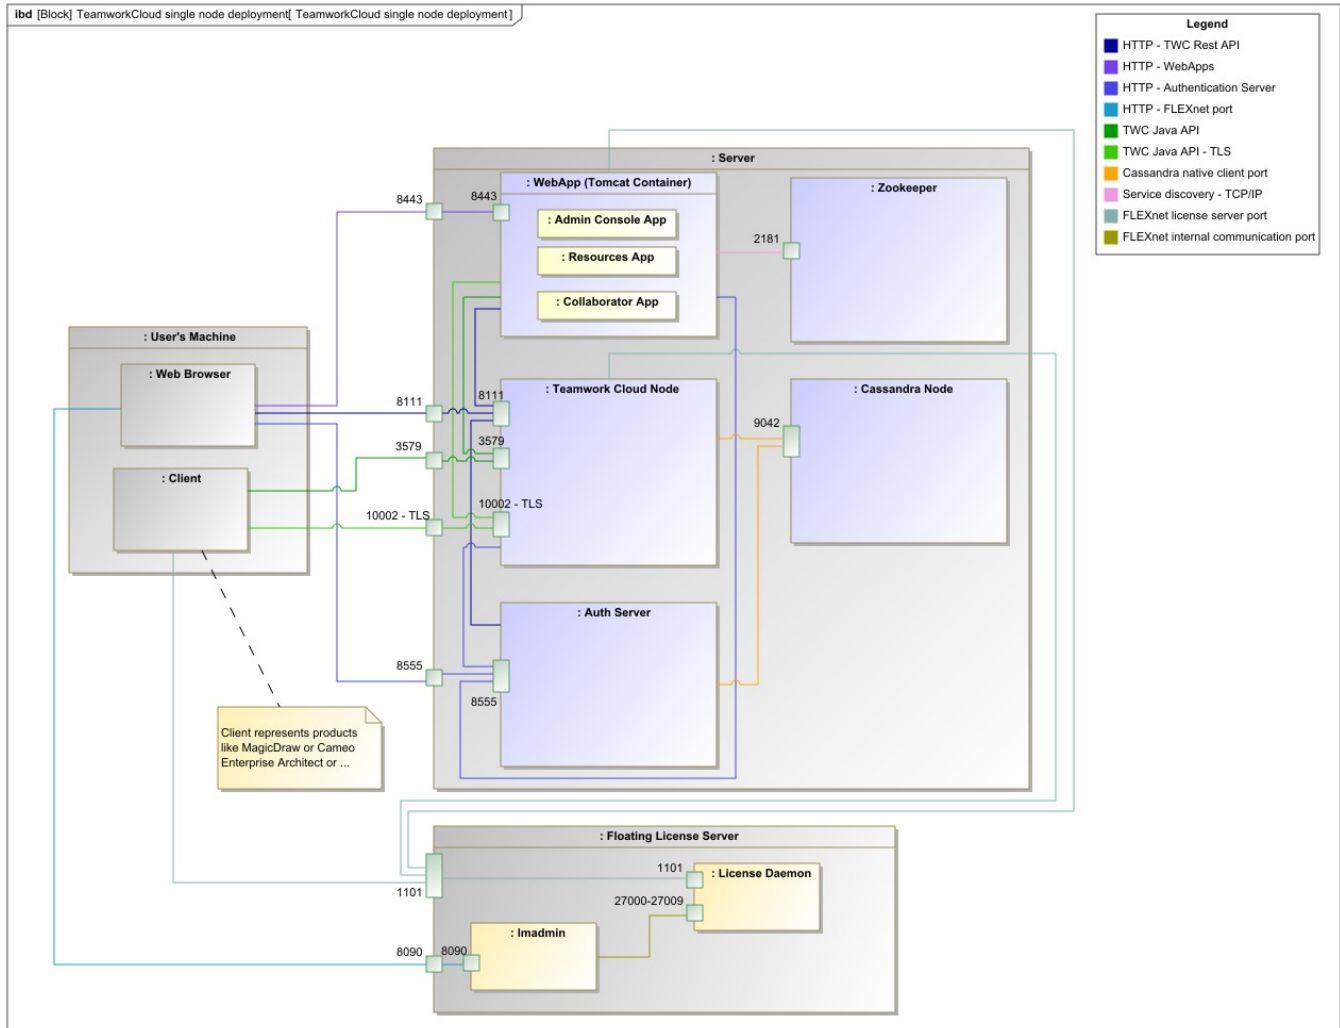 ibd [Block] TeamworkCloud single node deployment[ TeamworkCloud single node deployment]
Legend
HTTP - TWC Rest API
HTTP - WebApps
HTTP - Authentication Server
HTTP - FLEXnet port
TWC Java API
TWC Java API - TLS
Cassandra native client port
Service discovery - TCP/IP
FLEXnet license server port
FLEXnet internal communication port
: Server
: WebApp (Tomcat Container)
: Zookeeper
8443
8443
: Admin Console App
2181
: Resources App
: Collaborator App
: User's Machine
: Web Browser
: Teamwork Cloud Node
: Cassandra Node
8111
8111
9042
3579
3579
: Client
10002 - TLS
10002 - TLS
: Auth Server
8555
8555
Client represents products
like MagicDraw or Cameo
Enterprise Architect or ...
: Floating License Server
1101
1101
: License Daemon
27000-27009
: lmadmin
8090
8090